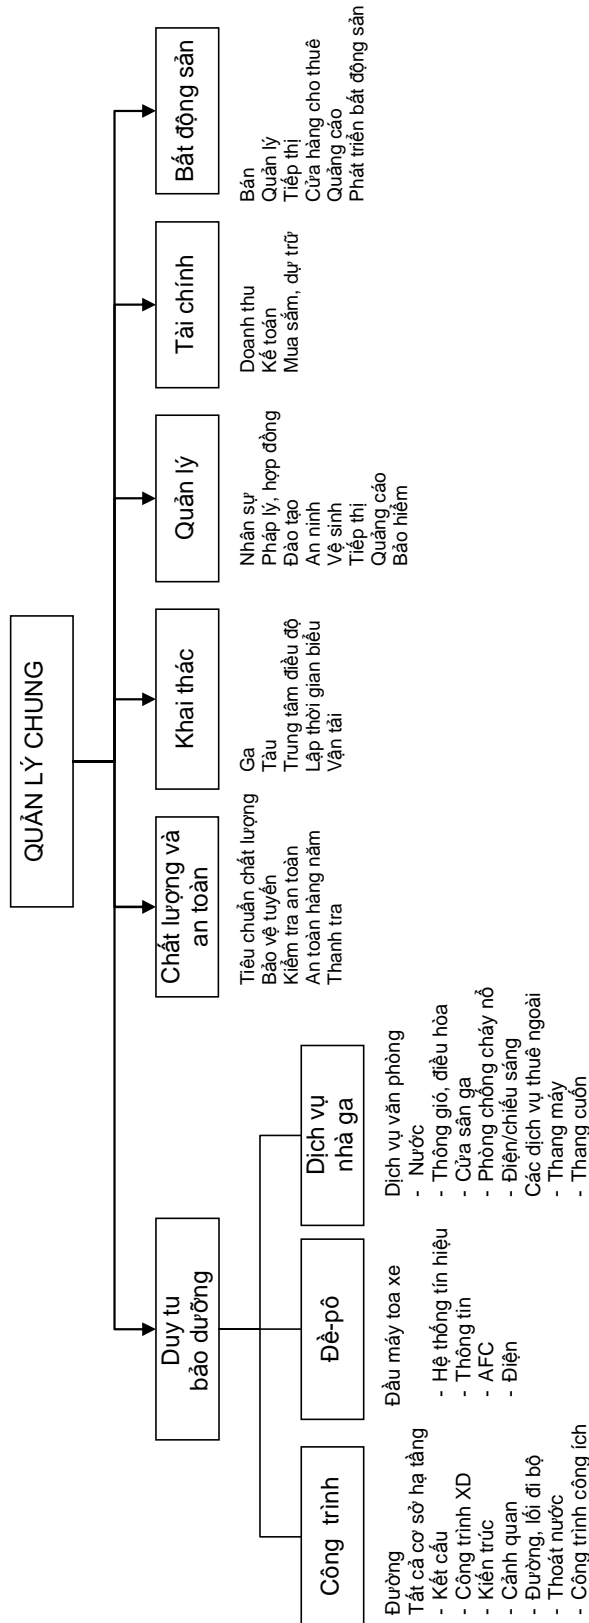 QUẢN LÝ CHUNG
Duy tu
bảo dưỡng
Chất lượng và
an toàn
Khai thác
Quản lý
Tài chính
Bất động sản
Công trình
Đề-pô
Dịch vụ
nhà ga
Đường
Tất cả cơ sở hạ tầng
- Kết cấu
- Công trình XD
- Kiến trúc
- Cảnh quan
- Đường, lối đi bộ
- Thoát nước
- Công trình công ích
Đầu máy toa xe
- Hệ thống tín hiệu
- Thông tin
- AFC
- Điện
Dịch vụ văn phòng
- Nước
- Thông gió, điều hòa
- Cửa sân ga
- Phòng chống cháy nổ
- Điện/chiếu sáng
Các dịch vụ thuê ngoài
- Thang máy
- Thang cuốn
Tiêu chuẩn chất lượng
Bảo vệ tuyến
Kiểm tra an toàn
An toàn hàng năm
Thanh tra
Ga
Tàu
Trung tâm điều độ
Lập thời gian biểu
Vận tải
Nhân sự
Pháp lý, hợp đồng
Đào tạo
An ninh
Vệ sinh
Tiếp thị
Quảng cáo
Bảo hiểm
Doanh thu
Kế toán
Mua sắm, dự trữ
Bán
Quản lý
Tiếp thị
Cửa hàng cho thuê
Quảng cáo
Phát triển bất động sản